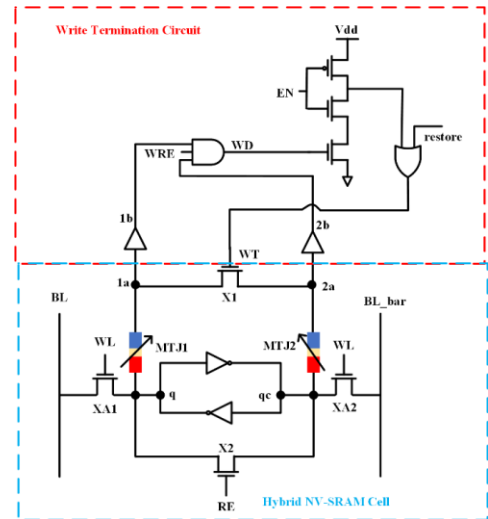 Write Termination Circuit
Vdd
EN
restore
WRE
WD
1b
2b
WT
1a
2a
X1
BL
BL_bar
WL
MTJ1
MTJ2
WL
q
qc
XA1
XA2
X2
RE
Hybrid NV-SRAM Cell